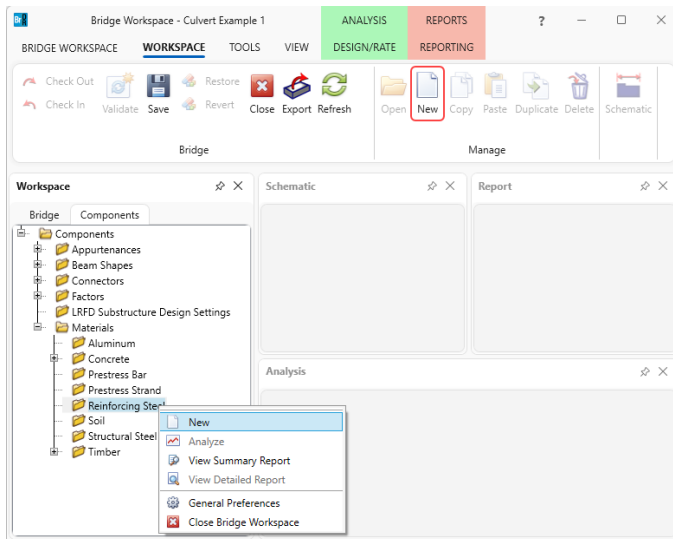 Br Bridge Workspace - Culvert Example 1 ANALYSIS REPORTS ?
BRIDGE WORKSPACE WORKSPACE TOOLS VIEW DESIGN/RATE REPORTING
Check Out
Check In
Validate
Save
Restore
Revert
Close
Export
Refresh
Open
New
Copy
Paste
Duplicate
Delete
Schematic
Bridge
Manage
Workspace
Schematic
Report
Bridge Components
Components
Appurtenances
Beam Shapes
Connectors
Factors
LRFD Substructure Design Settings
Materials
Aluminum
Concrete
Prestress Bar
Prestress Strand
Reinforcing Steel
Soil
Structural Steel
Timber
Analysis
New
Analyze
View Summary Report
View Detailed Report
General Preferences
Close Bridge Workspace